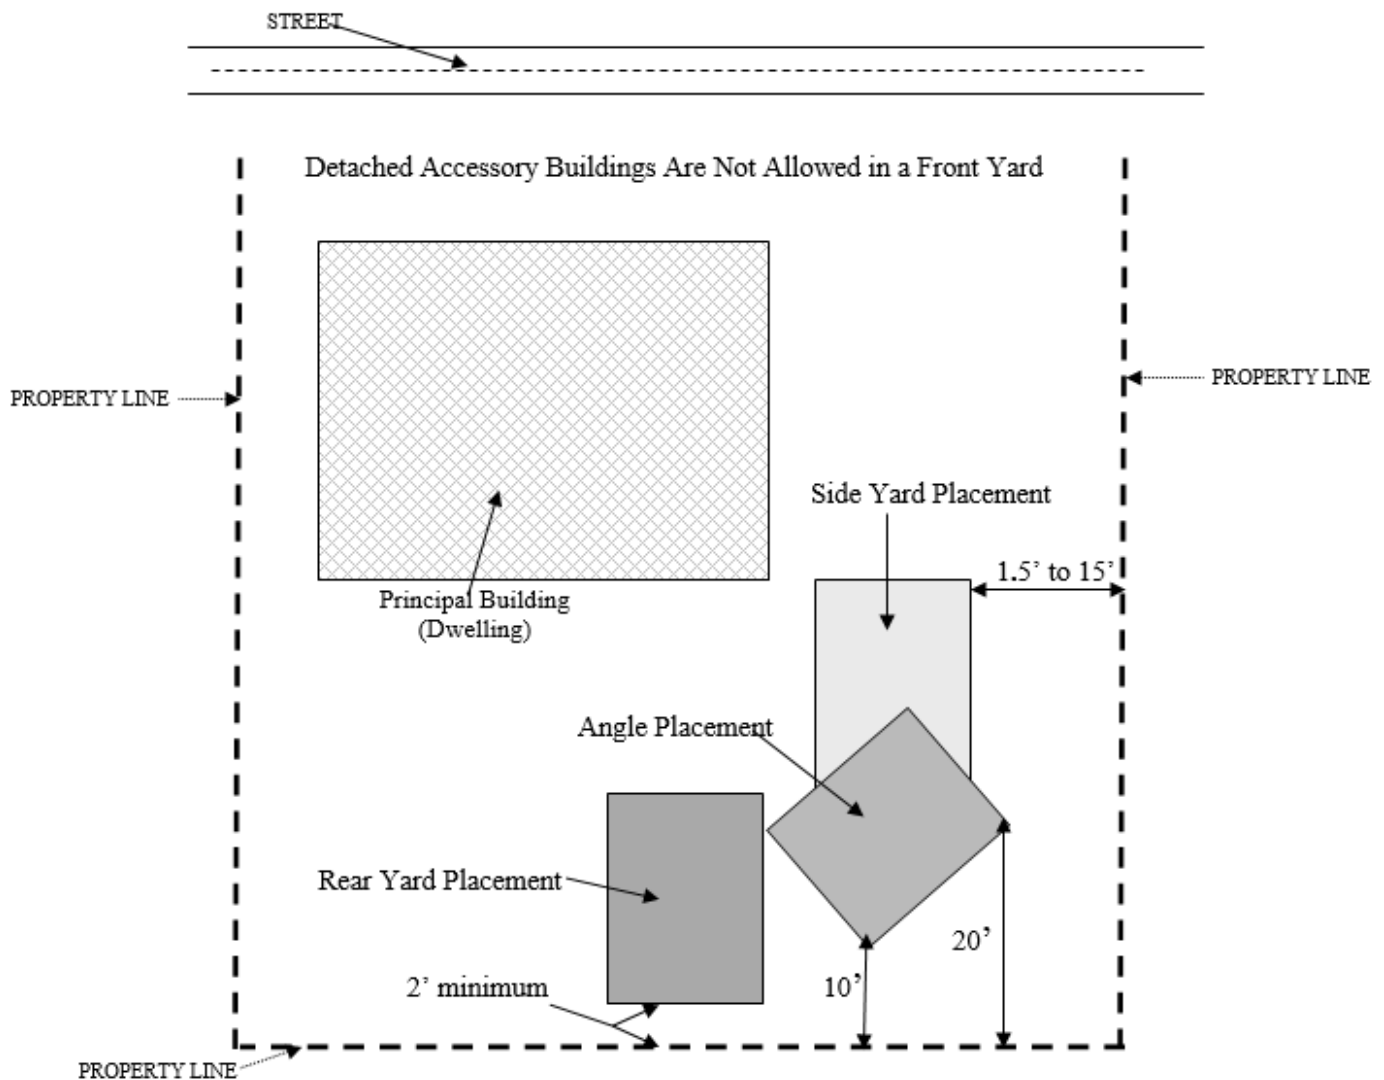 STREET
Detached Accessory Buildings Are Not Allowed in a Front Yard
PROPERTY LINE
PROPERTY LINE
Side Yard Placement
1.5’ to 15’
Principal Building
(Dwelling)
Angle Placement
Rear Yard Placement
20’
10’
2’ minimum
PROPERTY LINE